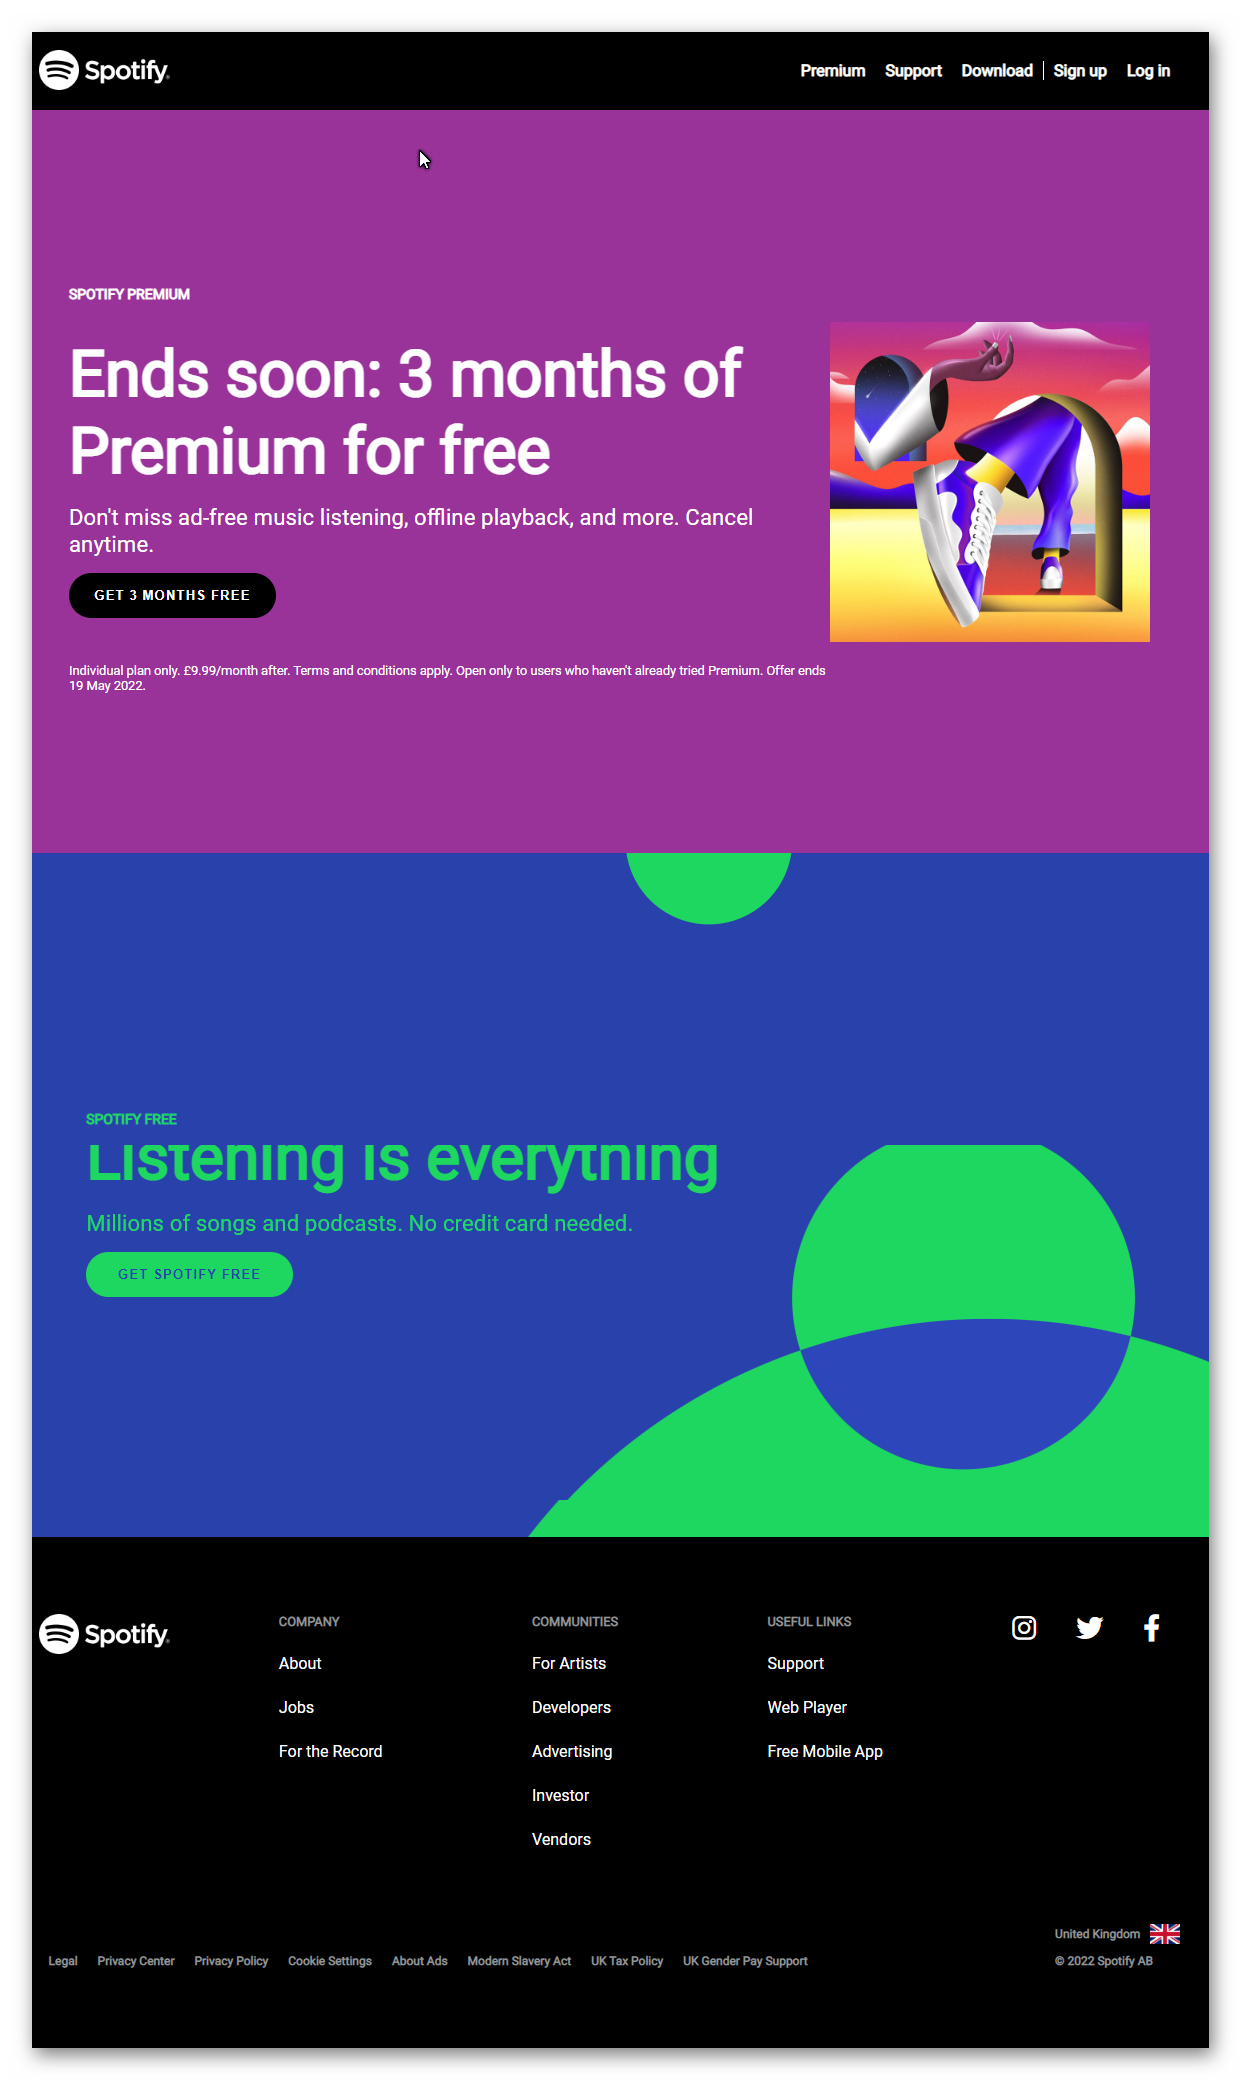 Spotify®
Premium Support Download Sign up Log in
SPOTIFY PREMIUM
Ends soon: 3 months of
Premium for free
Don't miss ad-free music listening, offline playback, and more. Cancel
anytime.
GET 3 MONTHS FREE
Individual plan only. £9.99/month after. Terms and conditions apply. Open only to users who haven't already tried Premium. Offer ends
19 May 2022.
SPOTIFY FREE
Listening is everything
Millions of songs and podcasts. No credit card needed.
GET SPOTIFY FREE
Spotify®
COMPANY
About
Jobs
For the Record
COMMUNITIES
For Artists
Developers
Advertising
Investor
Vendors
USEFUL LINKS
Support
Web Player
Free Mobile App
United Kingdom
Legal Privacy Center Privacy Policy Cookie Settings About Ads Modern Slavery Act UK Tax Policy UK Gender Pay Support
© 2022 Spotify AB